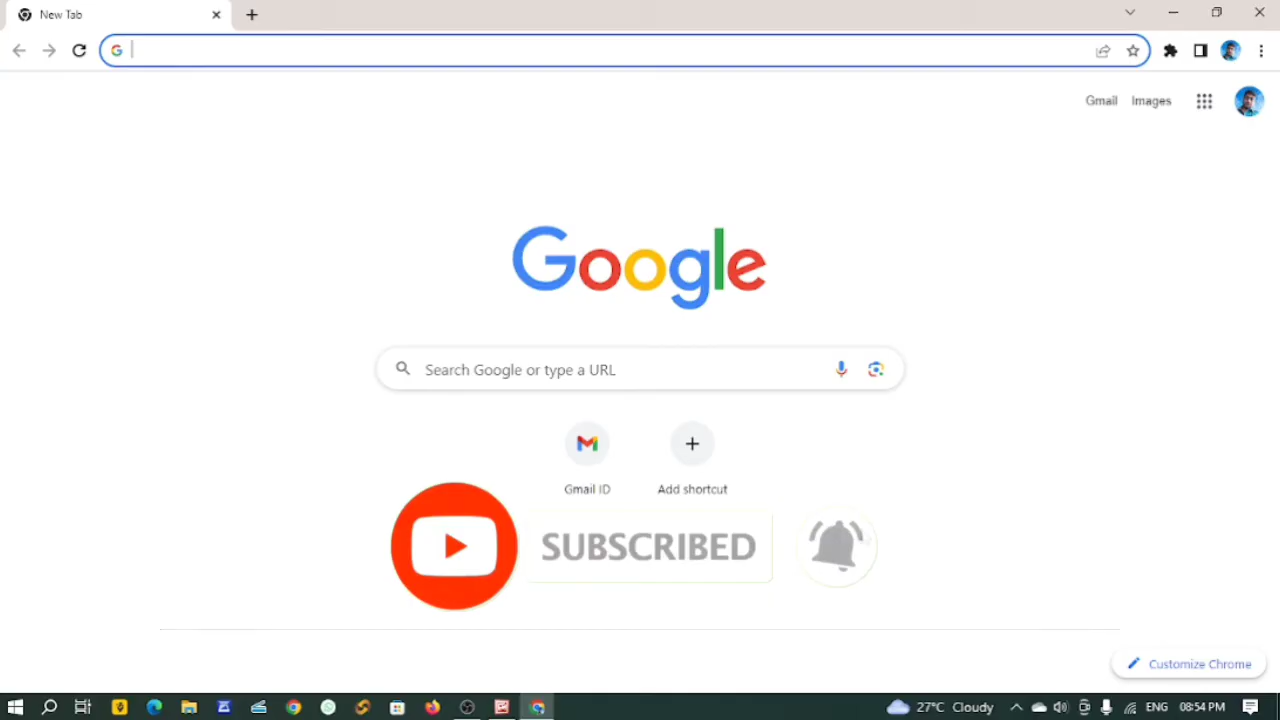 New Tab
Gmail Images
Google
Search Google or type a URL
Gmail ID Add shortcut
SUBSCRIBED
Customize Chrome
27°C Cloudy ENG 08:54 PM